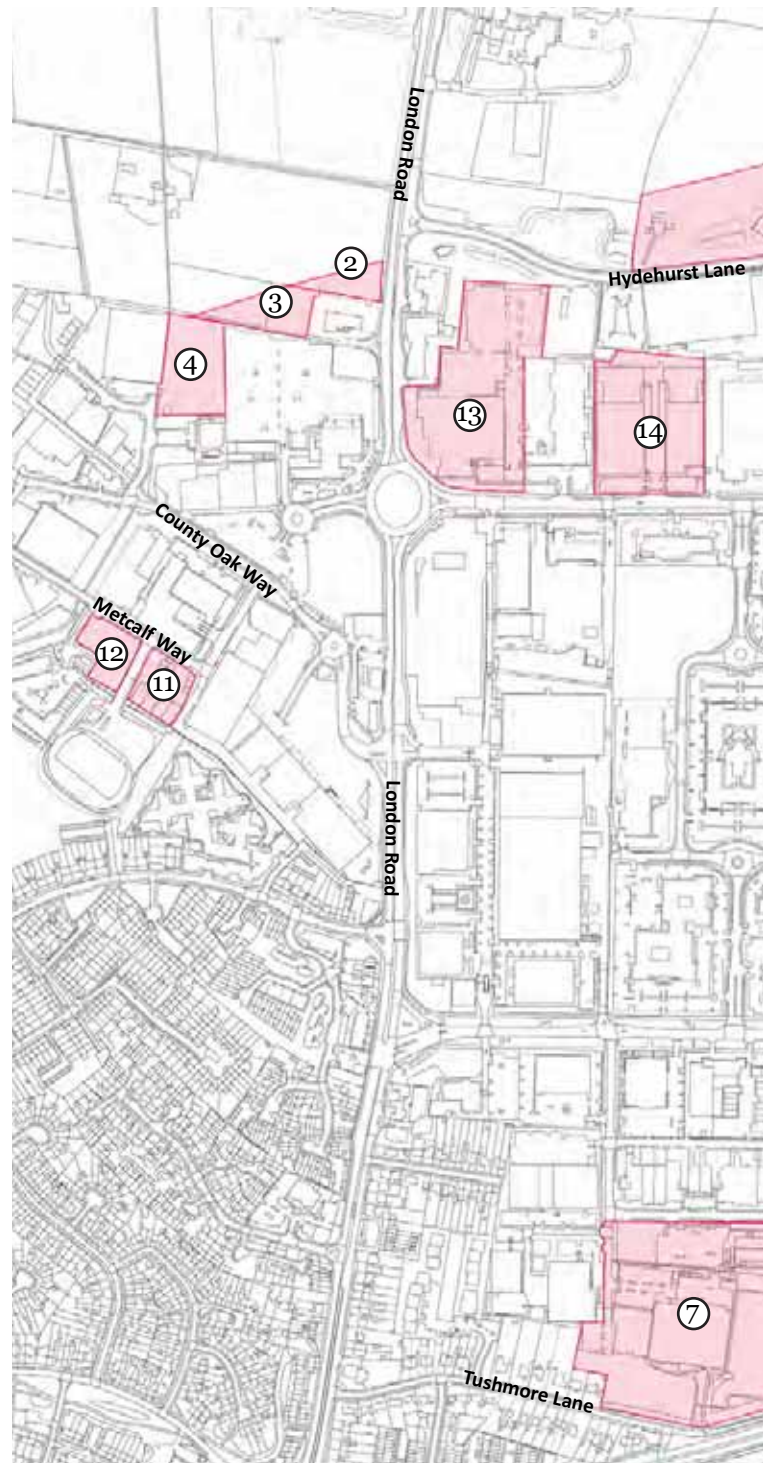 London Road
Hydehurst Lane
2
3
4
13
14
County Oak Way
Metcalf Way
12
11
London Road
7
Tushmore Lane